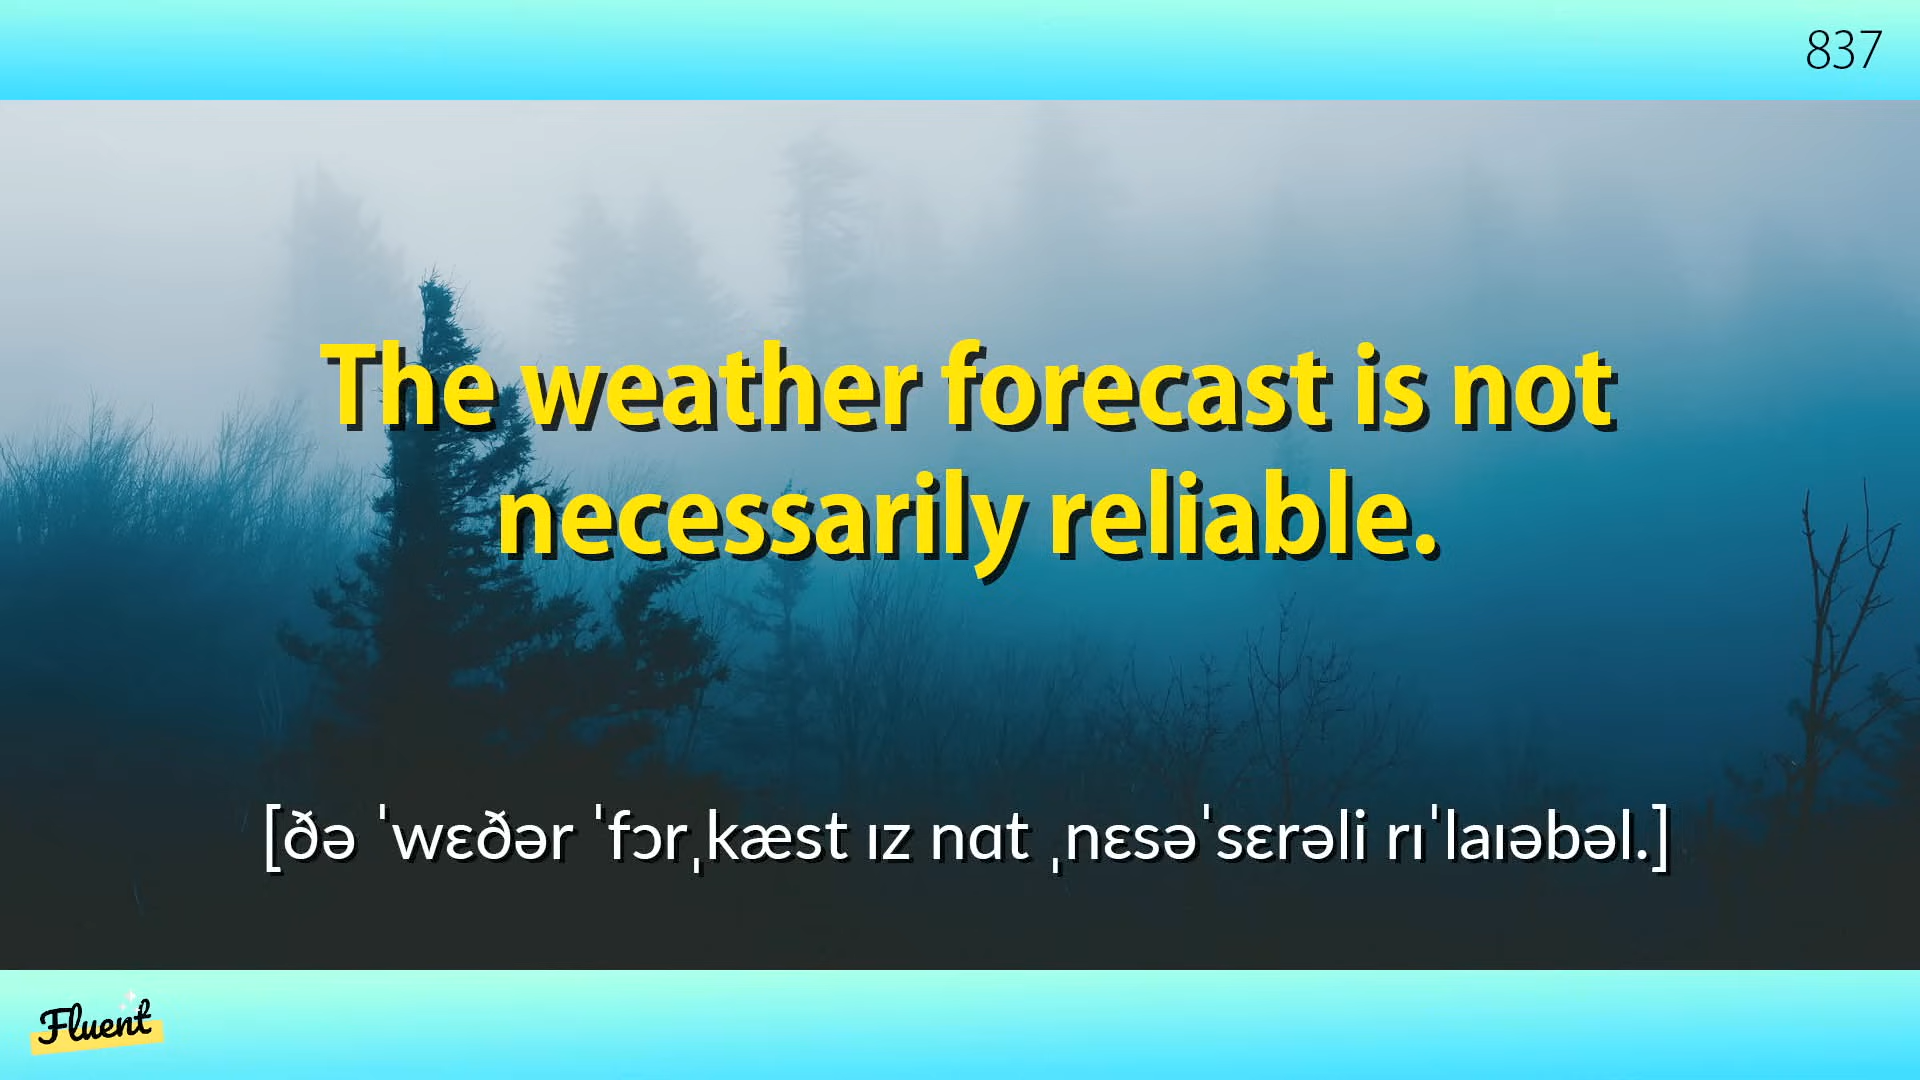 837
The weather forecast is not
necessarily reliable.
[ðə ˈwɛðər ˈfɔrˌkæst ɪz nɑt ˌnɛsəˈsɛrəli rɪˈlaɪəbəl.]
Fluent